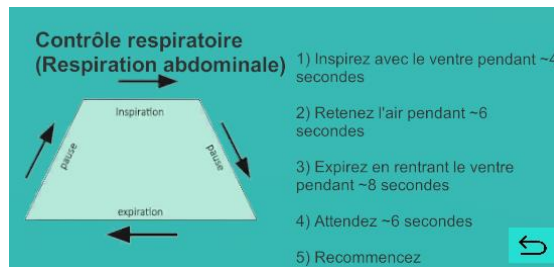 Contrôle respiratoire
(Respiration abdominale)
Inspiration
pause
pause
expiration
1) Inspirez avec le ventre pendant ~4
secondes
2) Retenez l'air pendant ~6
secondes
3) Expirez en rentrant le ventre
pendant ~8 secondes
4) Attendez ~6 secondes
5) Recommencez